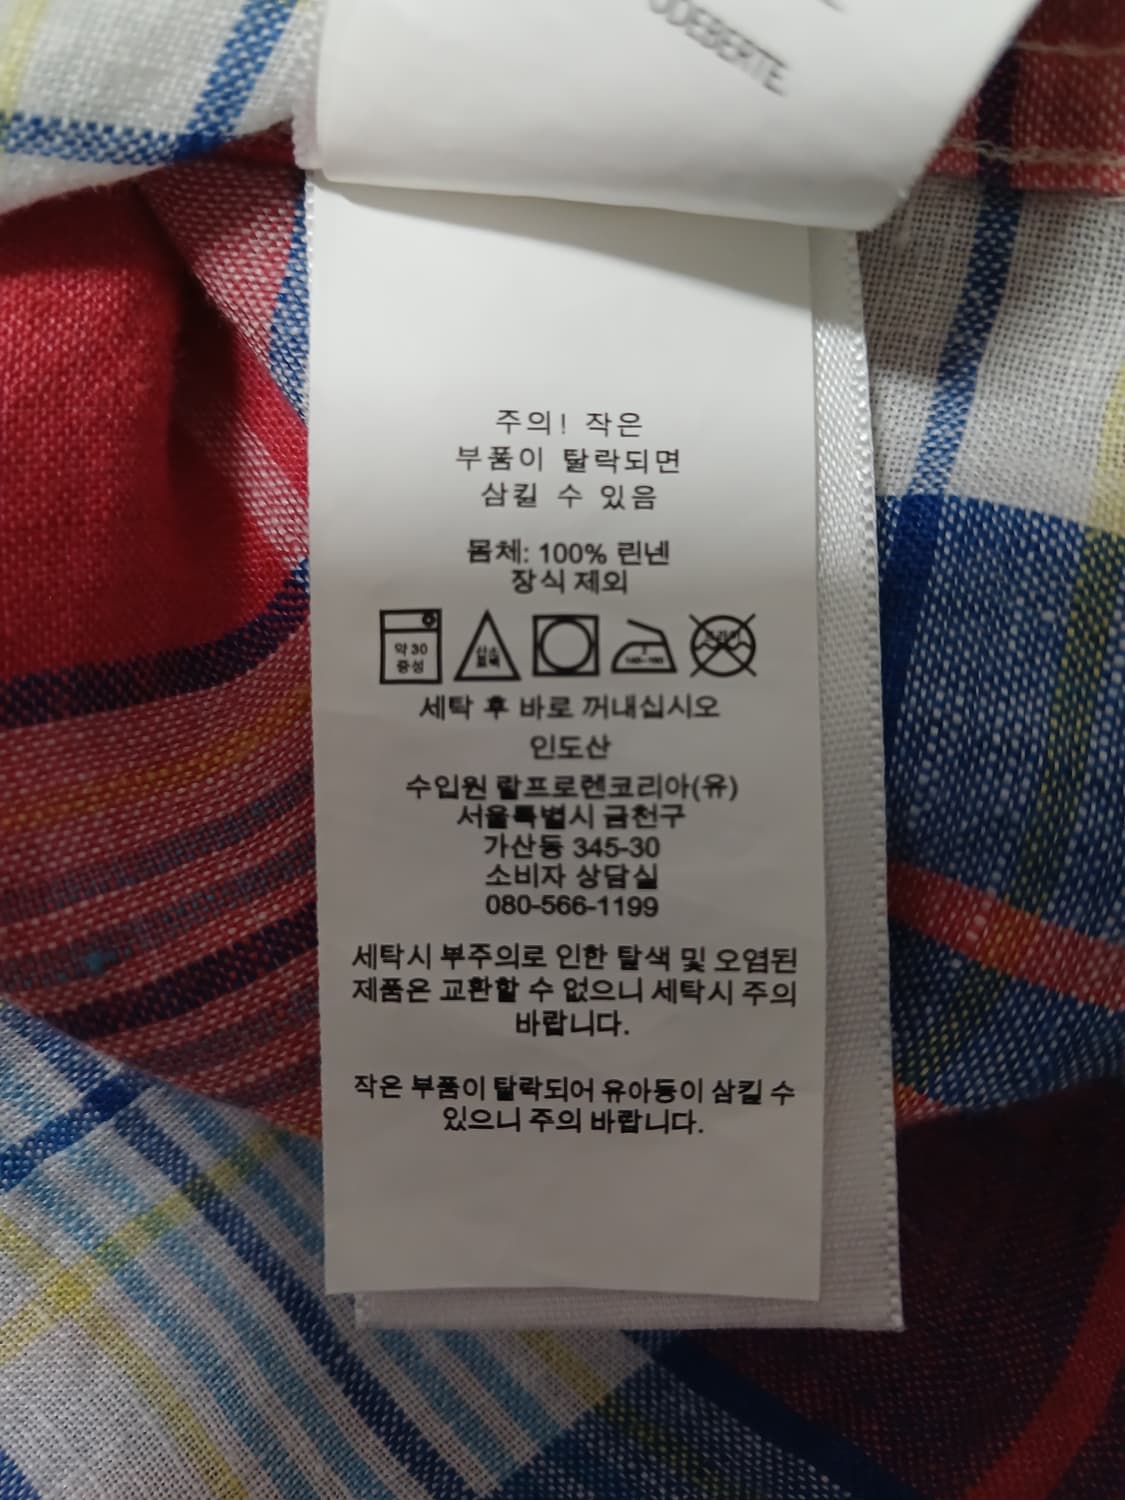 ODEBERTE
주의! 작은
부품이 탈락되면
삼킬 수 있음
몸체: 100% 린넨
장식 제외
약 30
중성
산소
표백
세탁 후 바로 꺼내십시오
인도산
수입원 랄프로렌코리아(유)
서울특별시 금천구
가산동 345-30
소비자 상담실
080-566-1199
세탁시 부주의로 인한 탈색 및 오염된
제품은 교환할 수 없으니 세탁시 주의
바랍니다.
작은 부품이 탈락되어 유아등이 삼킬 수
있으니 주의 바랍니다.